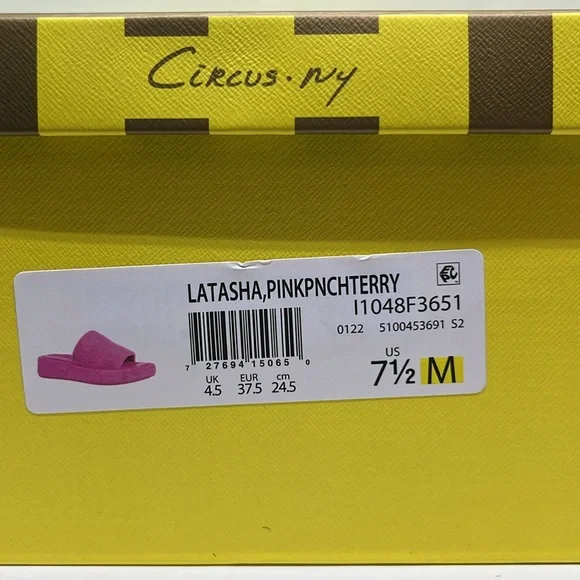 Circus·ny
LATASHA,PINKPNCHTERRY
I1048F3651
0122 5100453691 S2
7 27694 15065 0
UK EUR cm
4.5 37.5 24.5
US
7½ M